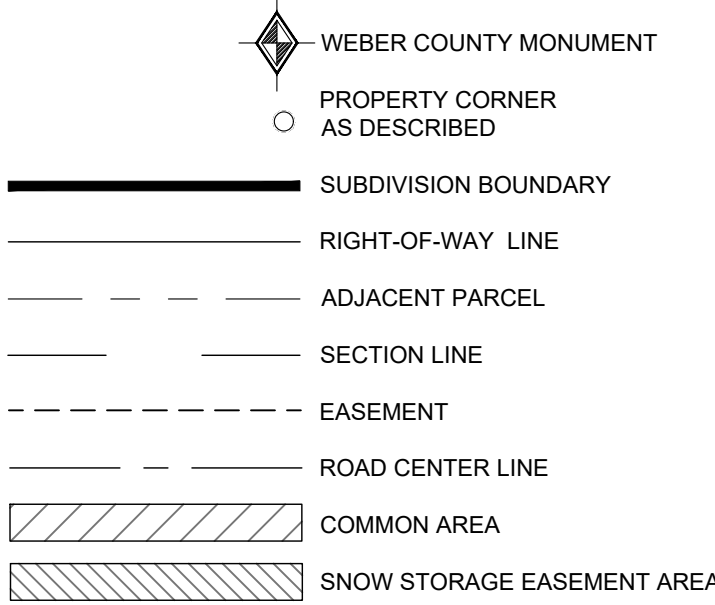 WEBER COUNTY MONUMENT
PROPERTY CORNER
AS DESCRIBED
SUBDIVISION BOUNDARY
RIGHT-OF-WAY LINE
ADJACENT PARCEL
SECTION LINE
EASEMENT
ROAD CENTER LINE
COMMON AREA
SNOW STORAGE EASEMENT AREA